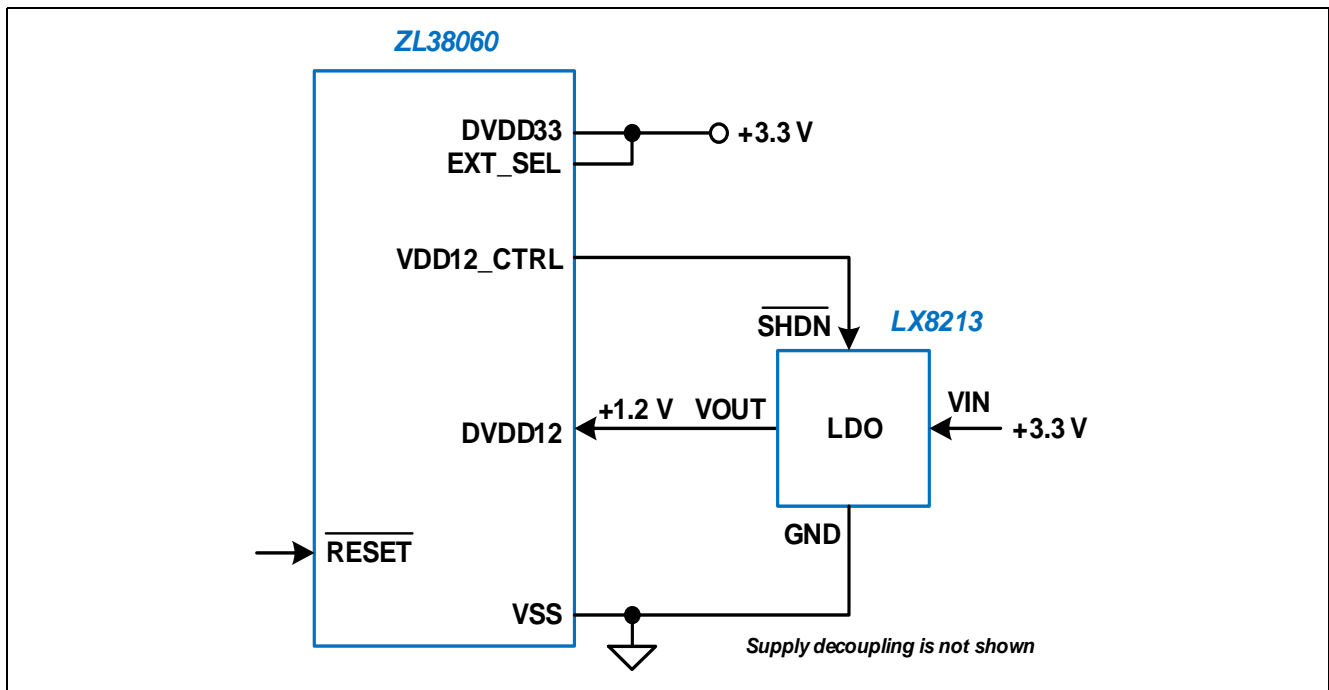 ZL38060
DVDD33
+3.3 V
EXT_SEL
VDD12_CTRL
SHDN
LX8213
+1.2 V
VOUT
VIN
DVDD12
LDO
+3.3 V
GND
RESET
VSS
Supply decoupling is not shown